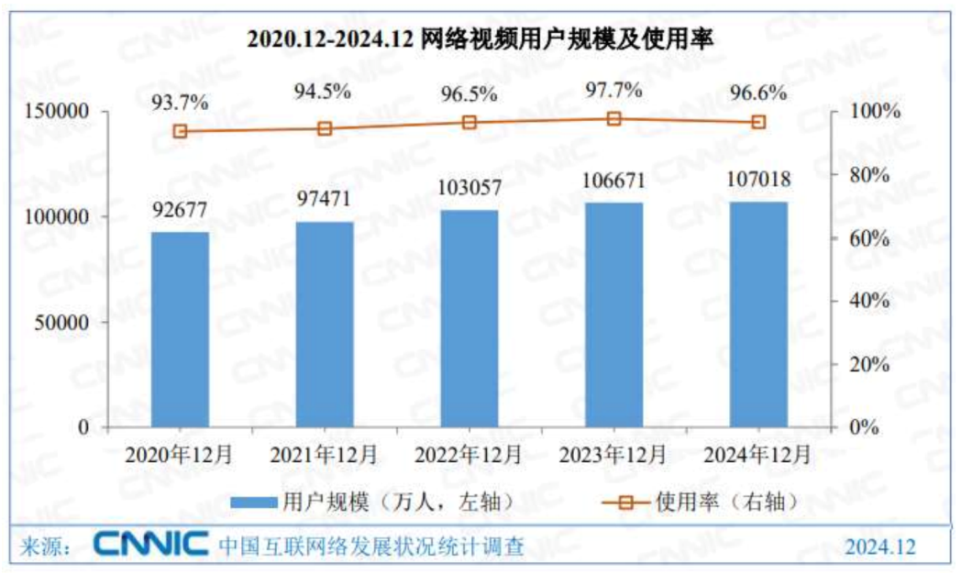 2020.12-2024.12 网络视频用户规模及使用率
93.7% 94.5% 96.5% 97.7% 96.6%
150000 100%
80%
92677 97471 103057 106671 107018
100000
60%
40%
50000
20%
0 0%
2020年12月 2021年12月 2022年12月 2023年12月 2024年12月
用户规模（万人，左轴） 使用率（右轴）
来源： CNNIC 中国互联网络发展状况统计调查 2024.12